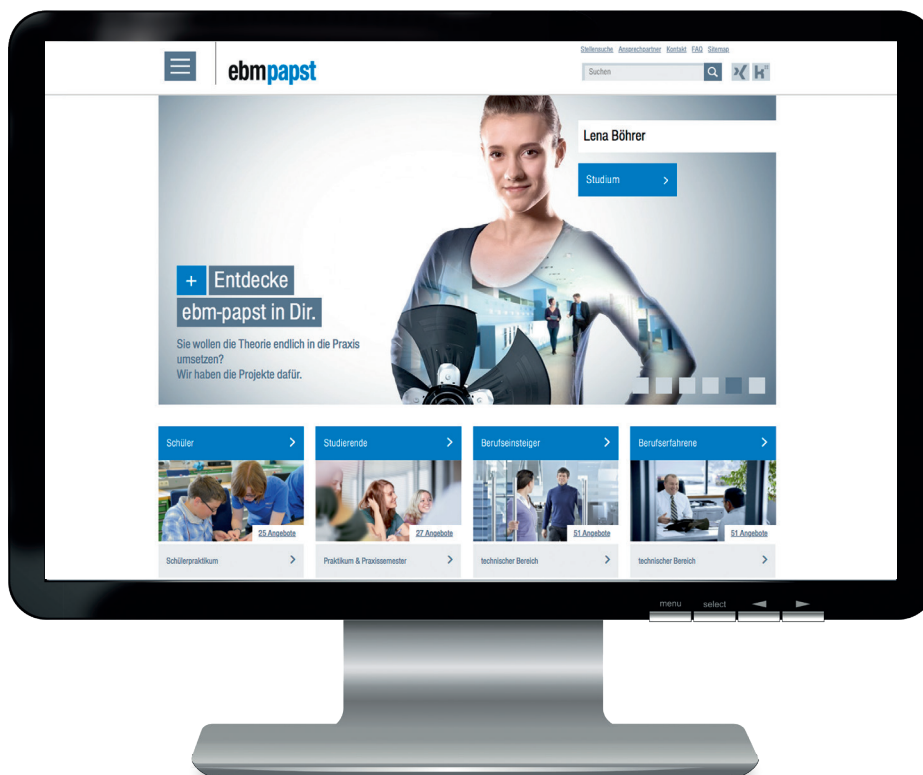 Stellensuche Ansprechpartner Kontakt FAQ Sitemap
ebmpapst
Suchen
Lena Böhrer
Studium
+ Entdecke
ebm-papst in Dir.
Sie wollen die Theorie endlich in die Praxis
umsetzen?
Wir haben die Projekte dafür.
Schüler
Studierende
Berufseinsteiger
Berufserfahrene
25 Angebote
27 Angebote
51 Angebote
51 Angebote
Schülerpraktikum
Praktikum & Praxissemester
technischer Bereich
technischer Bereich
menu select